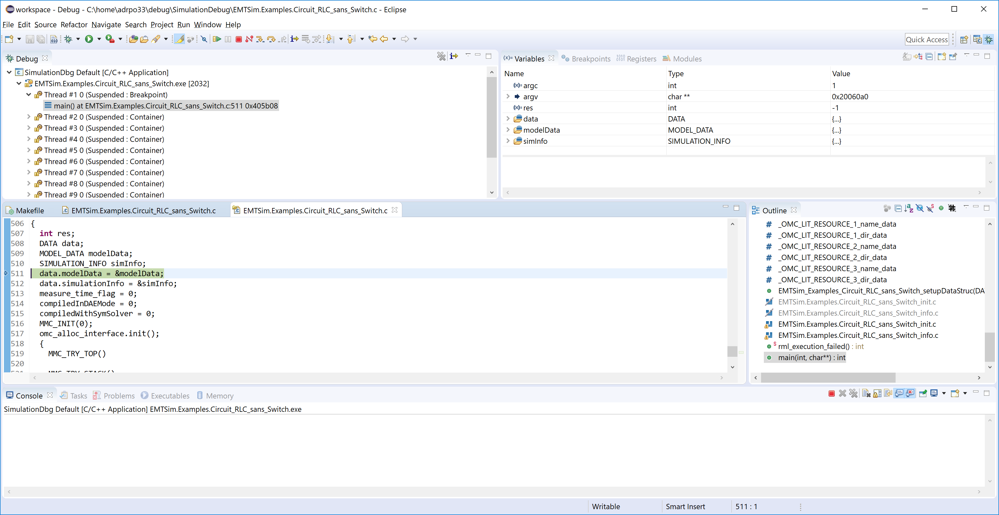 workspace - Debug - C:\home\adrpo33\debug\SimulationDebug\EMTSim.Examples.Circuit_RLC_sans_Switch.c - Eclipse
File Edit Source Refactor Navigate Search Project Run Window Help
Quick Access
Debug
SimulationDbg Default [C/C++ Application]
EMTSim.Examples.Circuit_RLC_sans_Switch.exe [2032]
Thread #1 0 (Suspended : Breakpoint)
main() at EMTSim.Examples.Circuit_RLC_sans_Switch.c:511 0x405b08
Thread #2 0 (Suspended : Container)
Thread #3 0 (Suspended : Container)
Thread #4 0 (Suspended : Container)
Thread #5 0 (Suspended : Container)
Thread #6 0 (Suspended : Container)
Thread #7 0 (Suspended : Container)
Thread #8 0 (Suspended : Container)
Thread #9 0 (Suspended : Container)
(x)= Variables Breakpoints Registers Modules
Name Type Value
(x)= argc int 1
argv char ** 0x20060a0
(x)= res int -1
data DATA {...}
modelData MODEL_DATA {...}
simInfo SIMULATION_INFO {...}
Makefile EMTSim.Examples.Circuit_RLC_sans_Switch.c EMTSim.Examples.Circuit_RLC_sans_Switch.c
506 {
507 int res;
508 DATA data;
509 MODEL_DATA modelData;
510 SIMULATION_INFO simInfo;
511 data.modelData = &modelData;
512 data.simulationInfo = &simInfo;
513 measure_time_flag = 0;
514 compiledInDAEMode = 0;
515 compiledWithSymSolver = 0;
516 MMC_INIT(0);
517 omc_alloc_interface.init();
518 {
519 MMC_TRY_TOP()
520
521 MMC_TRY_STACK()
Outline
# _OMC_LIT_RESOURCE_1_name_data
# _OMC_LIT_RESOURCE_1_dir_data
# _OMC_LIT_RESOURCE_2_name_data
# _OMC_LIT_RESOURCE_2_dir_data
# _OMC_LIT_RESOURCE_3_name_data
# _OMC_LIT_RESOURCE_3_dir_data
EMTSim_Examples_Circuit_RLC_sans_Switch_setupDataStruc(DA
EMTSim.Examples.Circuit_RLC_sans_Switch_init.c
EMTSim.Examples.Circuit_RLC_sans_Switch_info.c
EMTSim.Examples.Circuit_RLC_sans_Switch_init.c
EMTSim.Examples.Circuit_RLC_sans_Switch_info.c
S rml_execution_failed() : int
main(int, char**) : int
Console Tasks Problems Executables Memory
SimulationDbg Default [C/C++ Application] EMTSim.Examples.Circuit_RLC_sans_Switch.exe
Writable Smart Insert 511 : 1